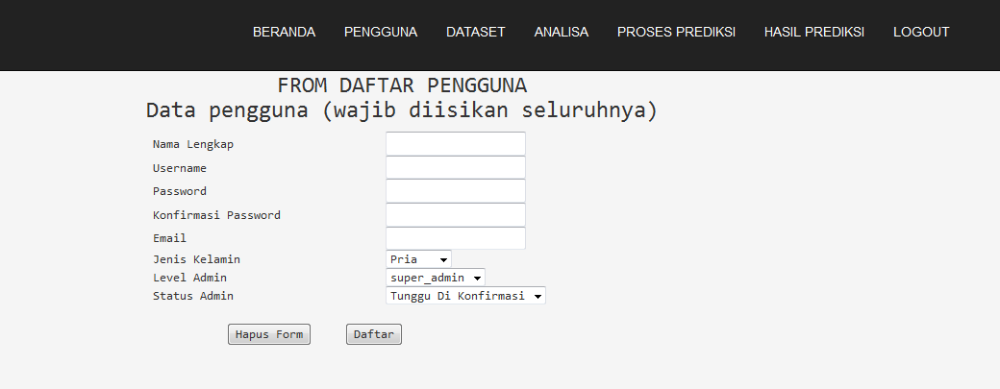 BERANDA PENGGUNA DATASET ANALISA PROSES PREDIKSI HASIL PREDIKSI LOGOUT
FROM DAFTAR PENGGUNA
Data pengguna (wajib diisikan seluruhnya)
Nama Lengkap
Username
Password
Konfirmasi Password
Email
Jenis Kelamin Pria
Level Admin super_admin
Status Admin Tunggu Di Konfirmasi
Hapus Form Daftar